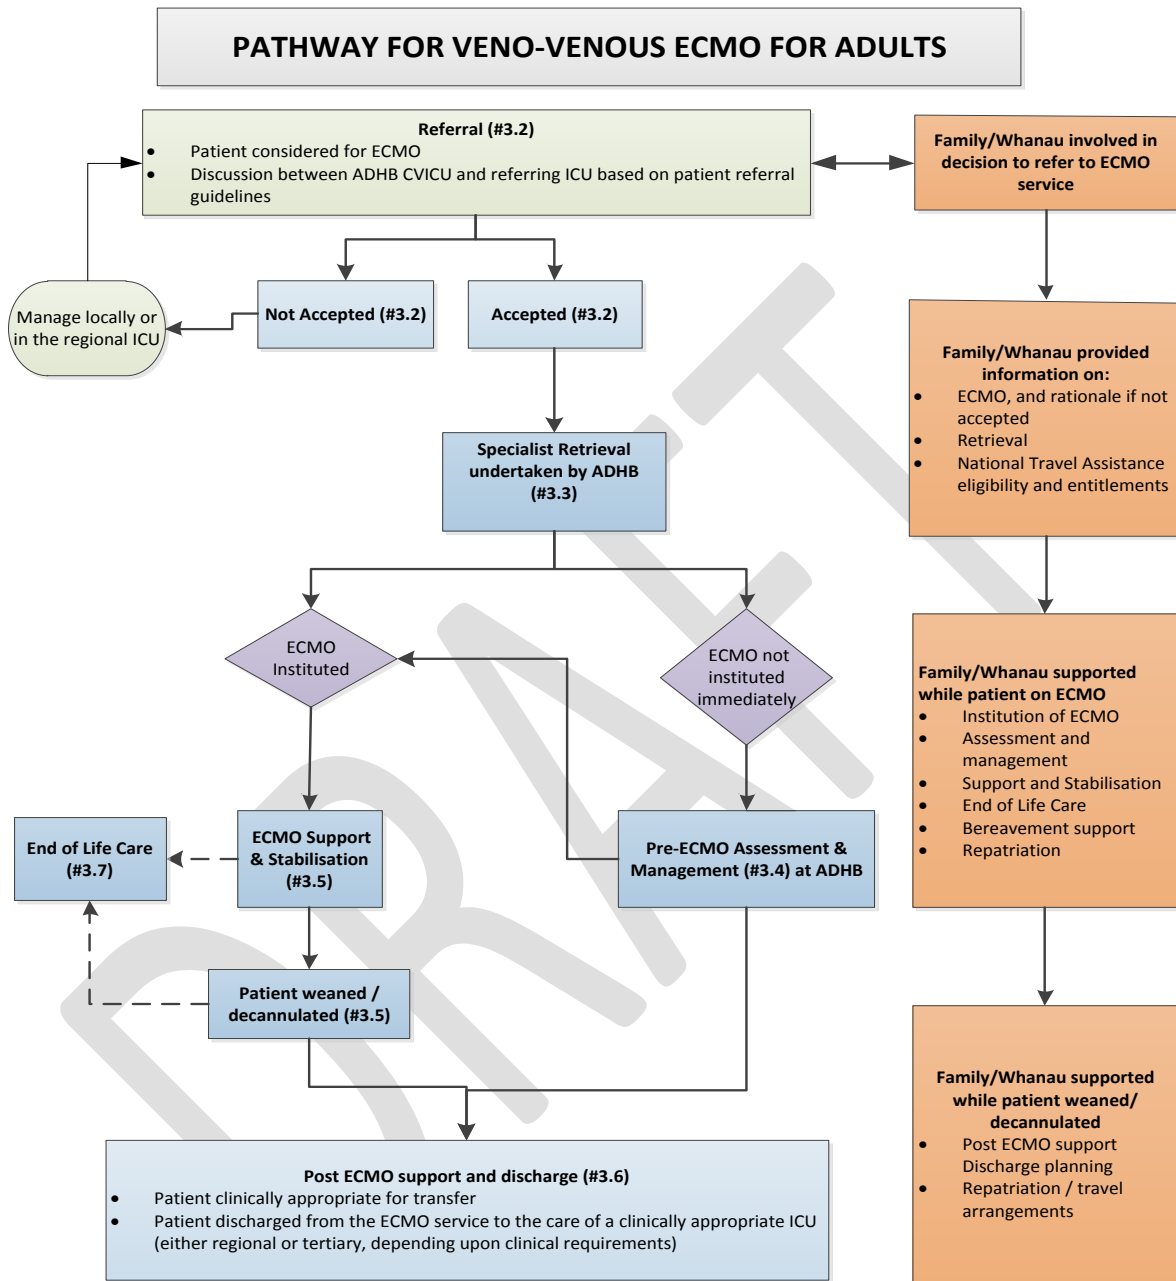 PATHWAY FOR VENO-VENOUS ECMO FOR ADULTS
Referral (#3.2)
• Patient considered for ECMO
• Discussion between ADHB CVICU and referring ICU based on patient referral
guidelines
Family/Whanau involved in
decision to refer to ECMO
service
Not Accepted (#3.2)
Accepted (#3.2)
Manage locally or
in the regional ICU
Family/Whanau provided
information on:
• ECMO, and rationale if not
accepted
• Retrieval
• National Travel Assistance
eligibility and entitlements
Specialist Retrieval
undertaken by ADHB
(#3.3)
ECMO
Instituted
ECMO not
instituted
immediately
Family/Whanau supported
while patient on ECMO
• Institution of ECMO
• Assessment and
management
• Support and Stabilisation
• End of Life Care
• Bereavement support
• Repatriation
End of Life Care
(#3.7)
ECMO Support
& Stabilisation
(#3.5)
Pre-ECMO Assessment &
Management (#3.4) at ADHB
Patient weaned /
decannulated (#3.5)
Family/Whanau supported
while patient weaned/
decannulated
• Post ECMO support
Discharge planning
• Repatriation / travel
arrangements
Post ECMO support and discharge (#3.6)
• Patient clinically appropriate for transfer
• Patient discharged from the ECMO service to the care of a clinically appropriate ICU
(either regional or tertiary, depending upon clinical requirements)
DRAFT